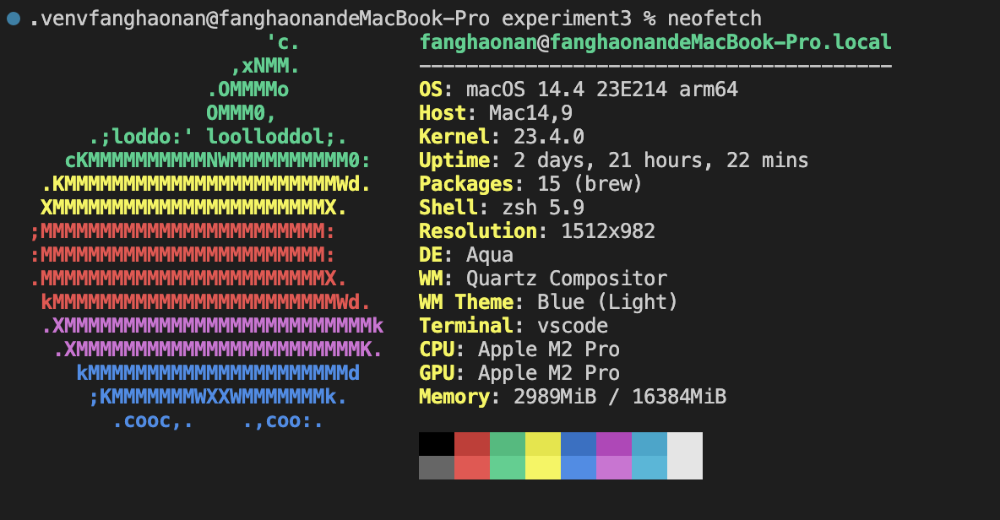 .venvfanghaonan@fanghaonandeMacBook-Pro experiment3 % neofetch
'c. fanghaonan@fanghaonandeMacBook-Pro.local
,xNMM. ----------------------------------------
.OMMMMo OS: macOS 14.4 23E214 arm64
OMMM0, Host: Mac14,9
.;loddo:' loolloddol;. Kernel: 23.4.0
cKMMMMMMMMMMNWMMMMMMMMMM0: Uptime: 2 days, 21 hours, 22 mins
.KMMMMMMMMMMMMMMMMMMMMMMMWd. Packages: 15 (brew)
XMMMMMMMMMMMMMMMMMMMMMMMX. Shell: zsh 5.9
;MMMMMMMMMMMMMMMMMMMMMMMM: Resolution: 1512x982
:MMMMMMMMMMMMMMMMMMMMMMMM: DE: Aqua
.MMMMMMMMMMMMMMMMMMMMMMMMX. WM: Quartz Compositor
kMMMMMMMMMMMMMMMMMMMMMMMMWd. WM Theme: Blue (Light)
.XMMMMMMMMMMMMMMMMMMMMMMMMMMk Terminal: vscode
.XMMMMMMMMMMMMMMMMMMMMMMMMK. CPU: Apple M2 Pro
kMMMMMMMMMMMMMMMMMMMMMMd GPU: Apple M2 Pro
;KMMMMMMMWXXWMMMMMMMk. Memory: 2989MiB / 16384MiB
.cooc,. .,coo:.